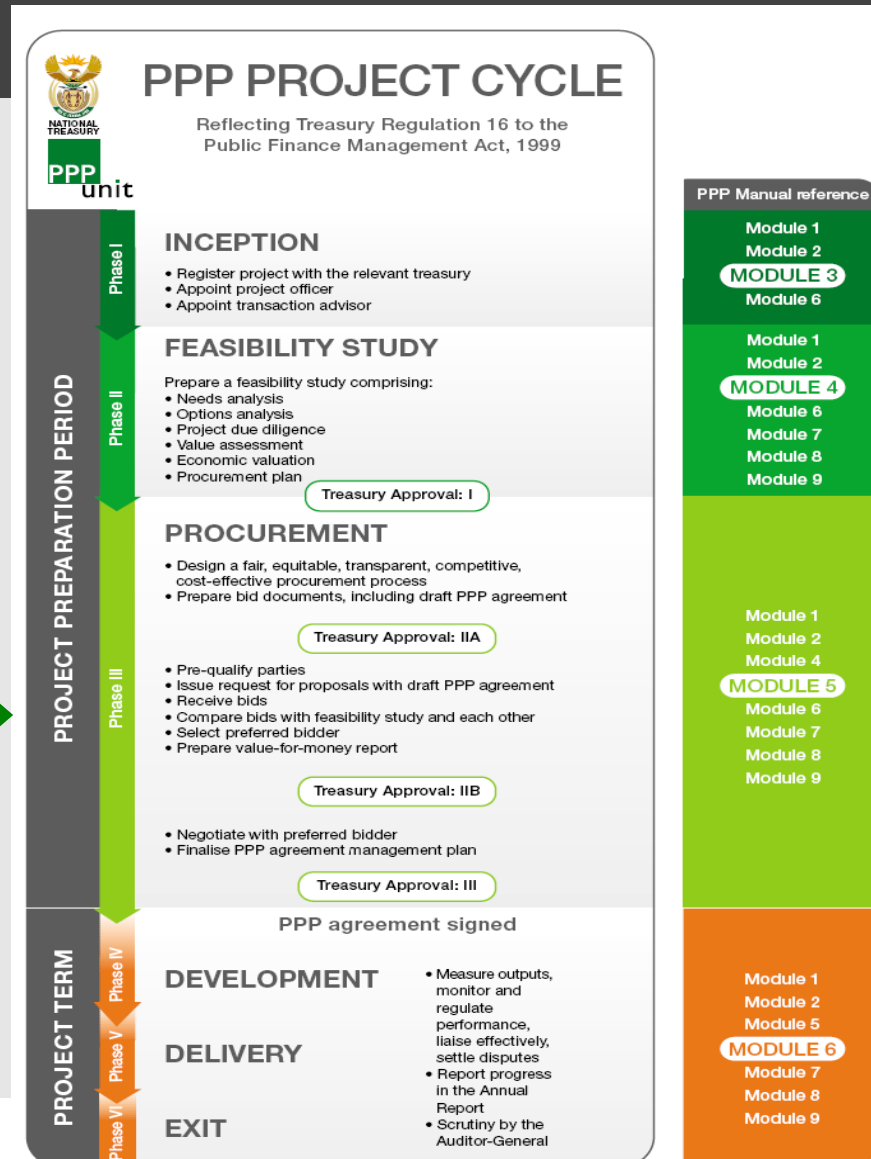 PPP PROJECT CYCLE
NATIONAL
TREASURY
PPP
unit
Reflecting Treasury Regulation 16 to the
Public Finance Management Act, 1999
PROJECT PREPARATION PERIOD
Phase I
INCEPTION
• Register project with the relevant treasury
• Appoint project officer
• Appoint transaction advisor
Phase II
FEASIBILITY STUDY
Prepare a feasibility study comprising:
• Needs analysis
• Options analysis
• Project due diligence
• Value assessment
• Economic valuation
• Procurement plan
Treasury Approval: I
Phase III
PROCUREMENT
• Design a fair, equitable, transparent, competitive,
cost-effective procurement process
• Prepare bid documents, including draft PPP agreement
Treasury Approval: IIA
• Pre-qualify parties
• Issue request for proposals with draft PPP agreement
• Receive bids
• Compare bids with feasibility study and each other
• Select preferred bidder
• Prepare value-for-money report
Treasury Approval: IIB
• Negotiate with preferred bidder
• Finalise PPP agreement management plan
Treasury Approval: III
PROJECT TERM
PPP agreement signed
Phase IV
DEVELOPMENT
Phase V
DELIVERY
Phase VI
EXIT
• Measure outputs,
monitor and
regulate
performance,
liaise effectively,
settle disputes
• Report progress
in the Annual
Report
• Scrutiny by the
Auditor-General
PPP Manual reference
Module 1
Module 2
MODULE 3
Module 6
Module 1
Module 2
MODULE 4
Module 6
Module 7
Module 8
Module 9
Module 1
Module 2
Module 4
MODULE 5
Module 6
Module 7
Module 8
Module 9
Module 1
Module 2
Module 5
MODULE 6
Module 7
Module 8
Module 9